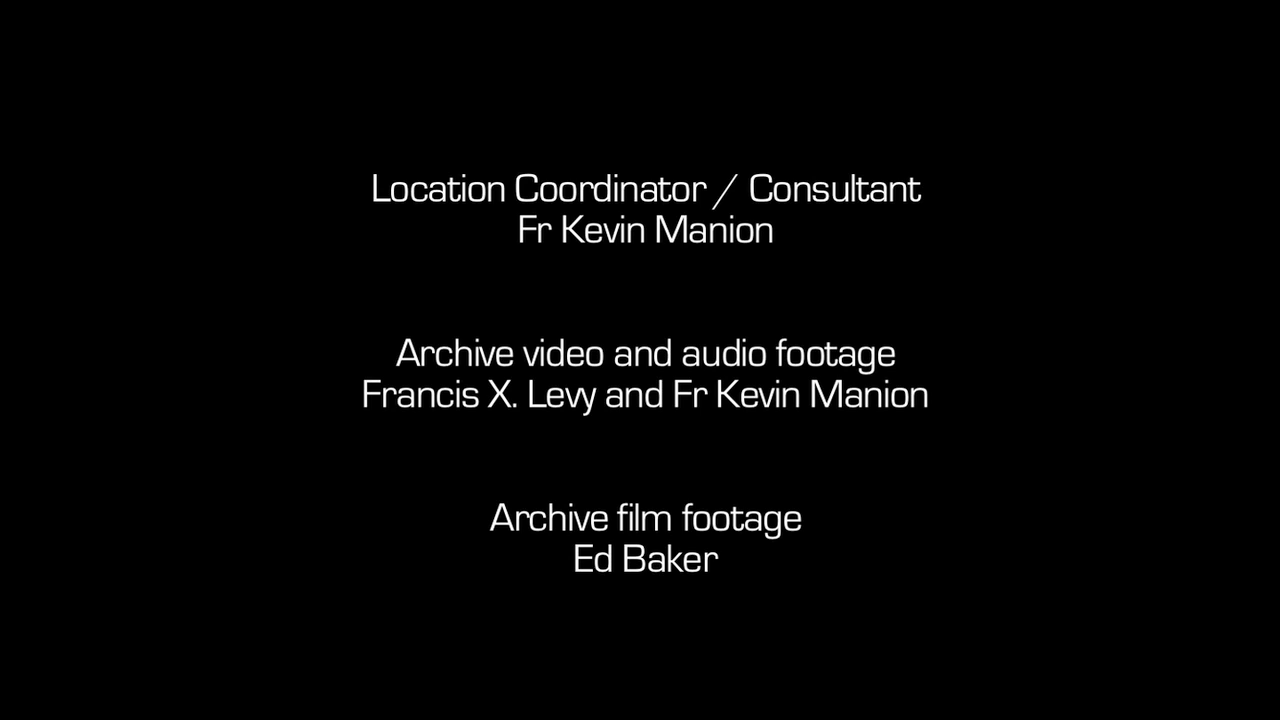 Location Coordinator / Consultant
Fr Kevin Manion
Archive video and audio footage
Francis X. Levy and Fr Kevin Manion
Archive film footage
Ed Baker